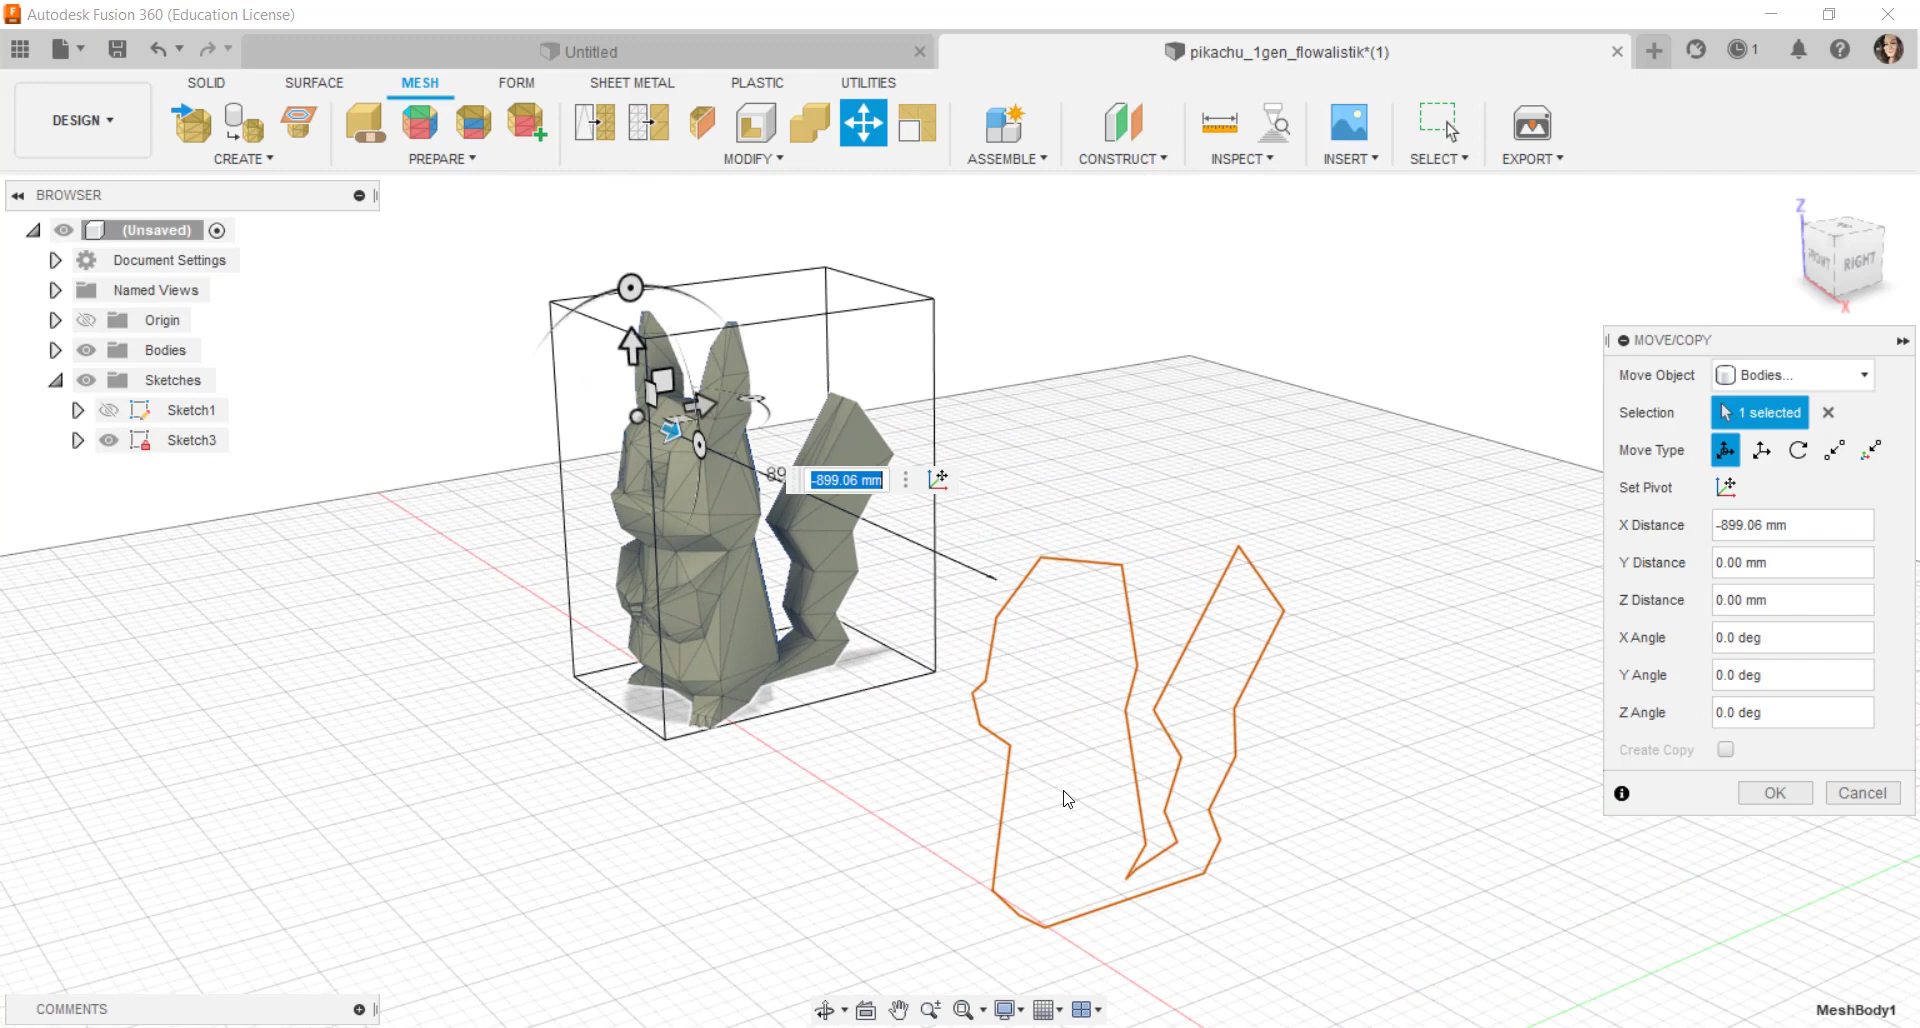 Autodesk Fusion 360 (Education License)
Untitled
pikachu_1gen_flowalistik*(1)
1
SOLID
SURFACE
MESH
FORM
SHEET METAL
PLASTIC
UTILITIES
DESIGN
CREATE
PREPARE
MODIFY
ASSEMBLE
CONSTRUCT
INSPECT
INSERT
SELECT
EXPORT
BROWSER
(Unsaved)
Document Settings
Named Views
Origin
Bodies
Sketches
Sketch1
Sketch3
Z
FRONT
RIGHT
X
89
-899.06 mm
MOVE/COPY
Move Object
Bodies...
Selection
1 selected
Move Type
Set Pivot
X Distance
-899.06 mm
Y Distance
0.00 mm
Z Distance
0.00 mm
X Angle
0.0 deg
Y Angle
0.0 deg
Z Angle
0.0 deg
Create Copy
OK
Cancel
COMMENTS
MeshBody1